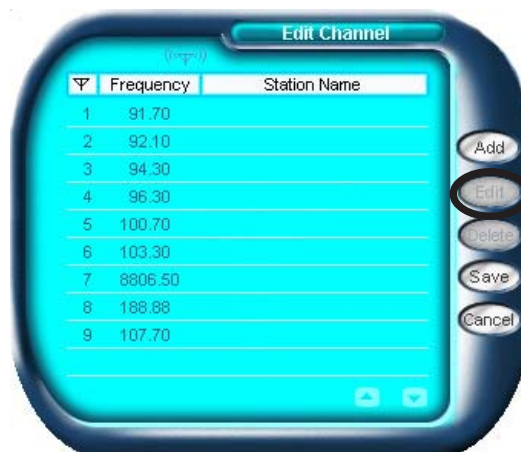 Edit Channel
Frequency Station Name
1 91.70
2 92.10
3 94.30
4 96.30
5 100.70
6 103.30
7 8806.50
8 188.88
9 107.70
Add
Edit
Delete
Save
Cancel